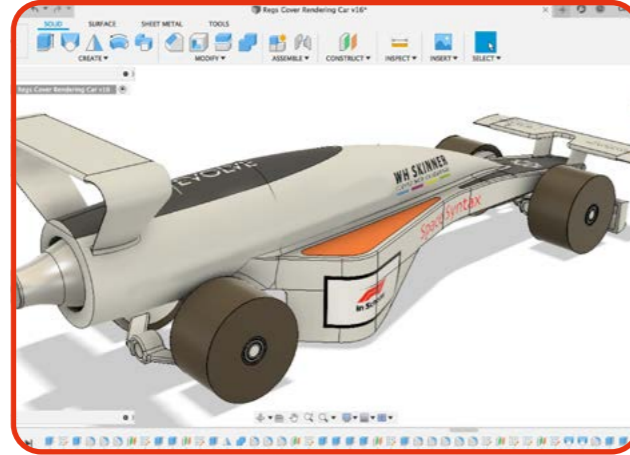 Regs Cover Rendering Car v16*
SOLID SURFACE SHEET METAL TOOLS
CREATE MODIFY ASSEMBLE CONSTRUCT INSPECT INSERT SELECT
Regs Cover Rendering Car v16
EVOLVE
WH SKINNER
Space Syntax
In Schools